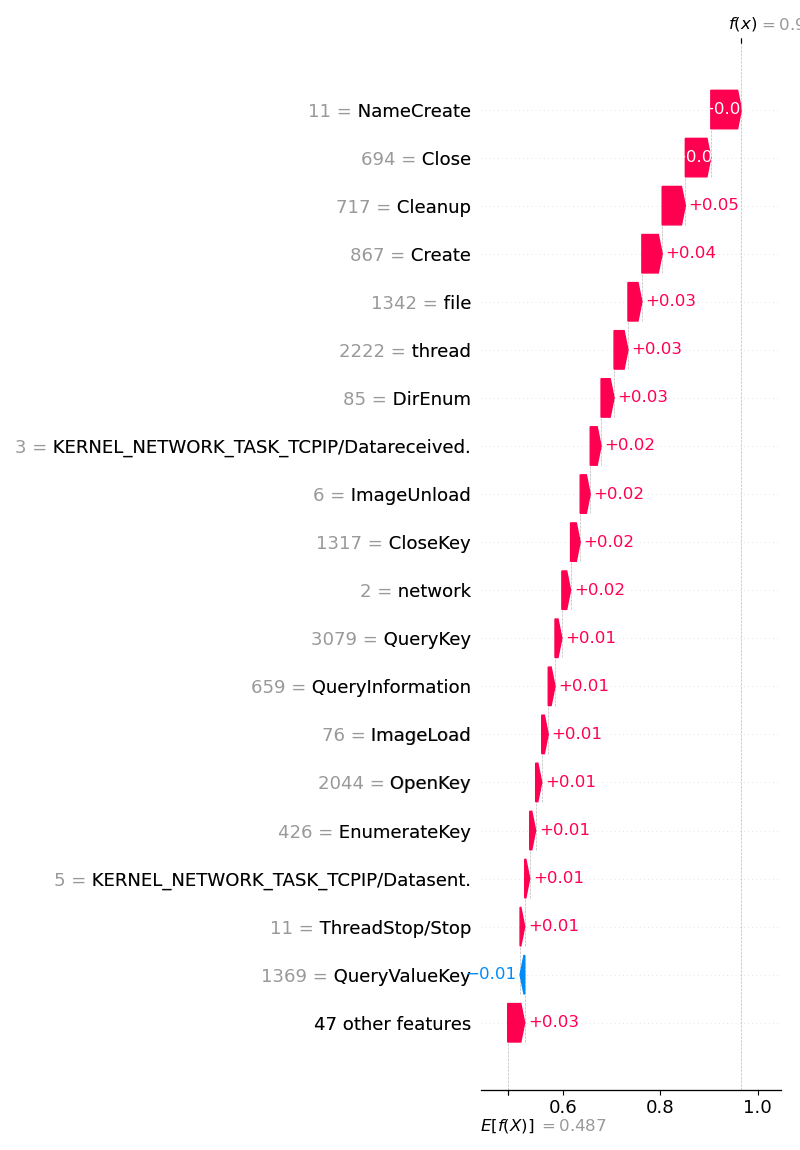 f(x) = 0.9
11 = NameCreate
0.0
694 = Close
0.0
717 = Cleanup
+0.05
867 = Create
+0.04
1342 = file
+0.03
2222 = thread
+0.03
85 = DirEnum
+0.03
3 = KERNEL_NETWORK_TASK_TCPIP/Datareceived.
+0.02
6 = ImageUnload
+0.02
1317 = CloseKey
+0.02
2 = network
+0.02
3079 = QueryKey
+0.01
659 = QueryInformation
+0.01
76 = ImageLoad
+0.01
2044 = OpenKey
+0.01
426 = EnumerateKey
+0.01
5 = KERNEL_NETWORK_TASK_TCPIP/Datasent.
+0.01
11 = ThreadStop/Stop
+0.01
1369 = QueryValueKey
−0.01
47 other features
+0.03
0.6 0.8 1.0
E[f(X)] = 0.487